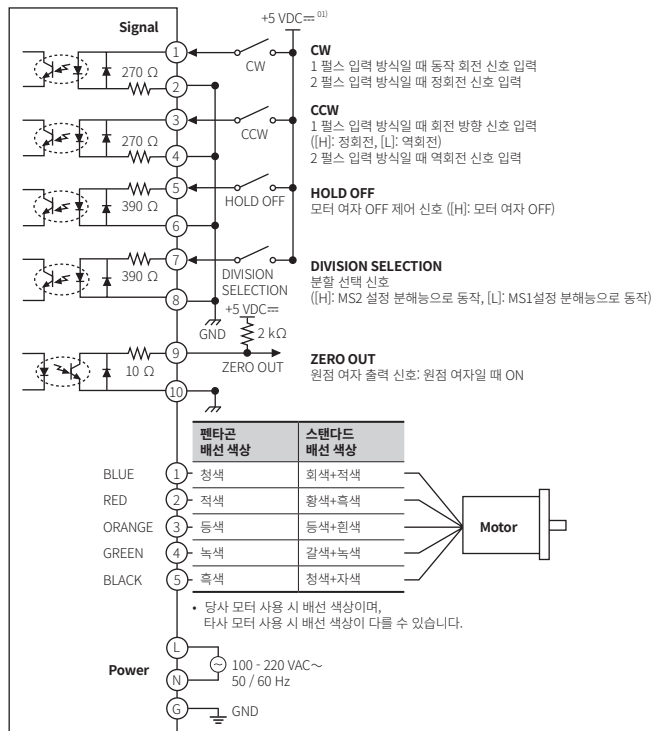 Signal
+5 VDC⎓ 01)
1
CW
270 Ω
2
CW
1 펄스 입력 방식일 때 동작 회전 신호 입력
2 펄스 입력 방식일 때 정회전 신호 입력
3
CCW
270 Ω
4
CCW
1 펄스 입력 방식일 때 회전 방향 신호 입력
([H]: 정회전, [L]: 역회전)
2 펄스 입력 방식일 때 역회전 신호 입력
5
390 Ω
HOLD OFF
6
HOLD OFF
모터 여자 OFF 제어 신호 ([H]: 모터 여자 OFF)
7
390 Ω
DIVISION
SELECTION
8
DIVISION SELECTION
분할 선택 신호
([H]: MS2 설정 분해능으로 동작, [L]: MS1설정 분해능으로 동작)
+5 VDC⎓
GND
2 kΩ
9
10 Ω
ZERO OUT
10
ZERO OUT
원점 여자 출력 신호: 원점 여자일 때 ON
펜타곤
배선 색상
스탠다드
배선 색상
BLUE 1 청색 회색+적색
RED 2 적색 황색+흑색
ORANGE 3 등색 등색+흰색
GREEN 4 녹색 갈색+녹색
BLACK 5 흑색 청색+자색
Motor
• 당사 모터 사용 시 배선 색상이며,
타사 모터 사용 시 배선 색상이 다를 수 있습니다.
Power
L
N
100 - 220 VAC～
50 / 60 Hz
G
GND